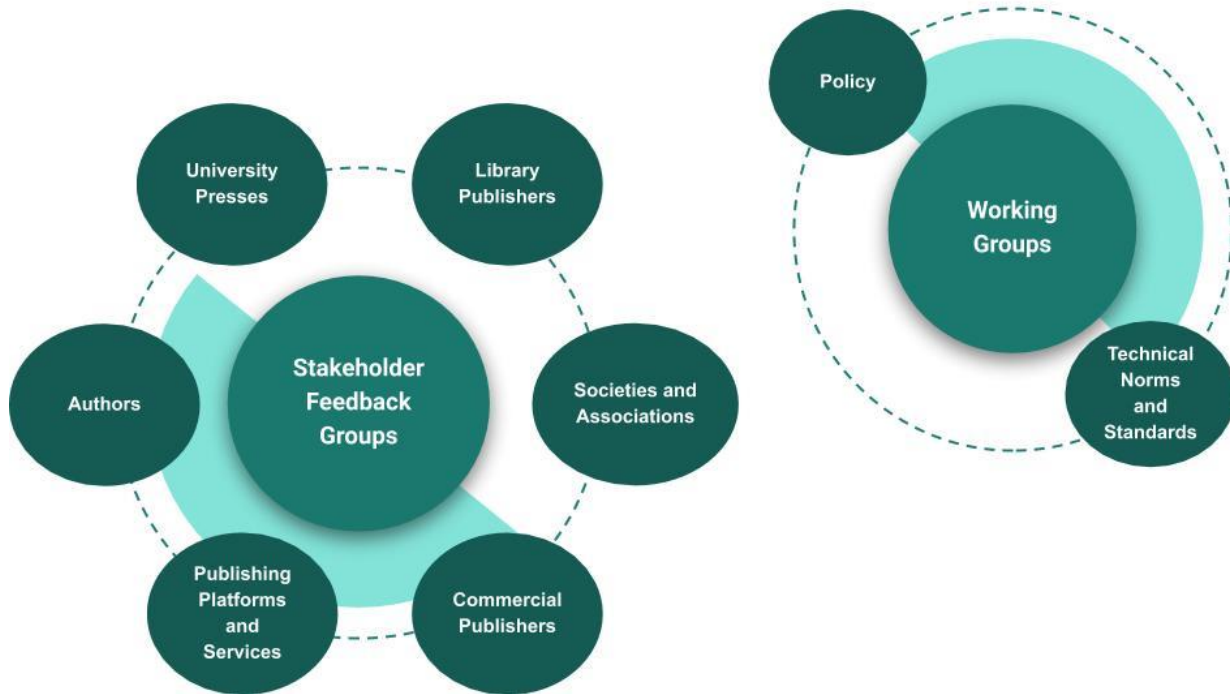 Policy
Working
Groups
Technical
Norms
and
Standards
University
Presses
Library
Publishers
Authors
Stakeholder
Feedback
Groups
Societies and
Associations
Publishing
Platforms
and
Services
Commercial
Publishers